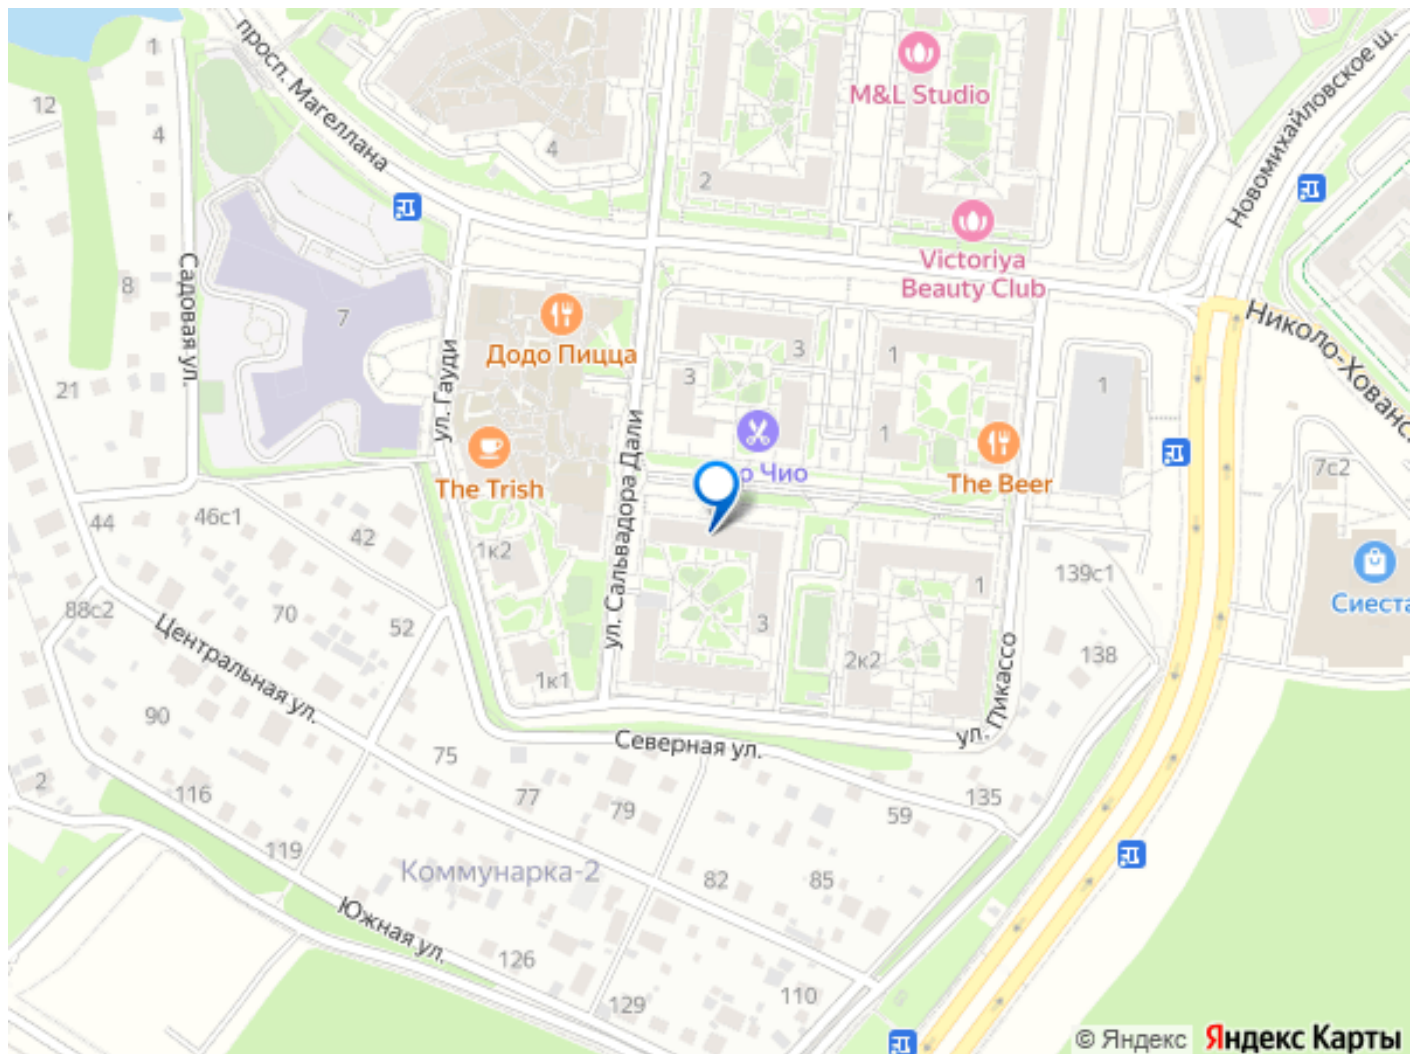 1
12
4
просп. Магеллана
4
M&L Studio
Новомихайловское ш.
2
Садовая ул.
8
7
Victoriya
Beauty Club
Николо-Хованс
Додо Пицца
ул. Гауди
3
3
1
1
1
21
The Trish
ул. Сальвадора Дали
Чио
The Beer
7с2
44
46с1
42
1к2
139с1
1
Сиеста
88с2
70
52
3
138
2к2
Центральная ул.
1к1
ул. Пикассо
90
Северная ул.
75
2
116
77
79
135
59
119
Коммунарка-2
82
85
Южная ул.
126
129
110
© Яндекс Яндекс Карты